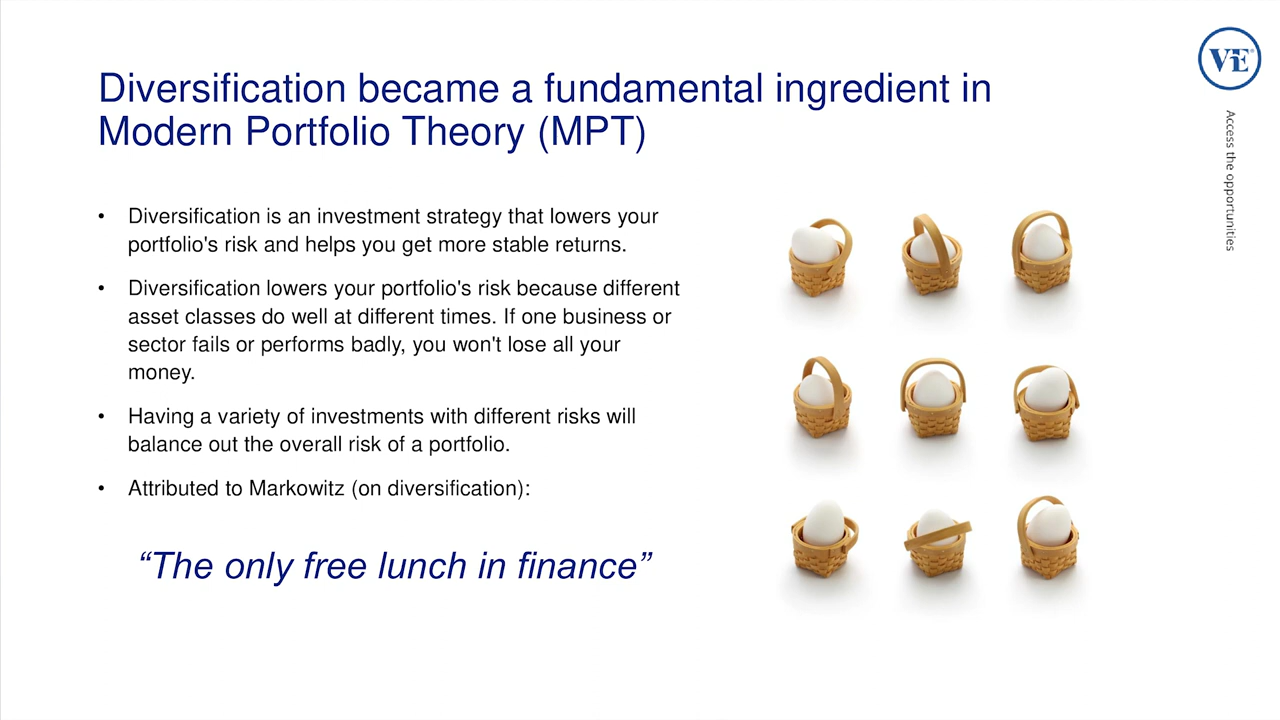 Diversification became a fundamental ingredient in
Modern Portfolio Theory (MPT)
• Diversification is an investment strategy that lowers your
portfolio's risk and helps you get more stable returns.
• Diversification lowers your portfolio's risk because different
asset classes do well at different times. If one business or
sector fails or performs badly, you won't lose all your
money.
• Having a variety of investments with different risks will
balance out the overall risk of a portfolio.
• Attributed to Markowitz (on diversification):
“The only free lunch in finance”
VFE
Access the opportunities